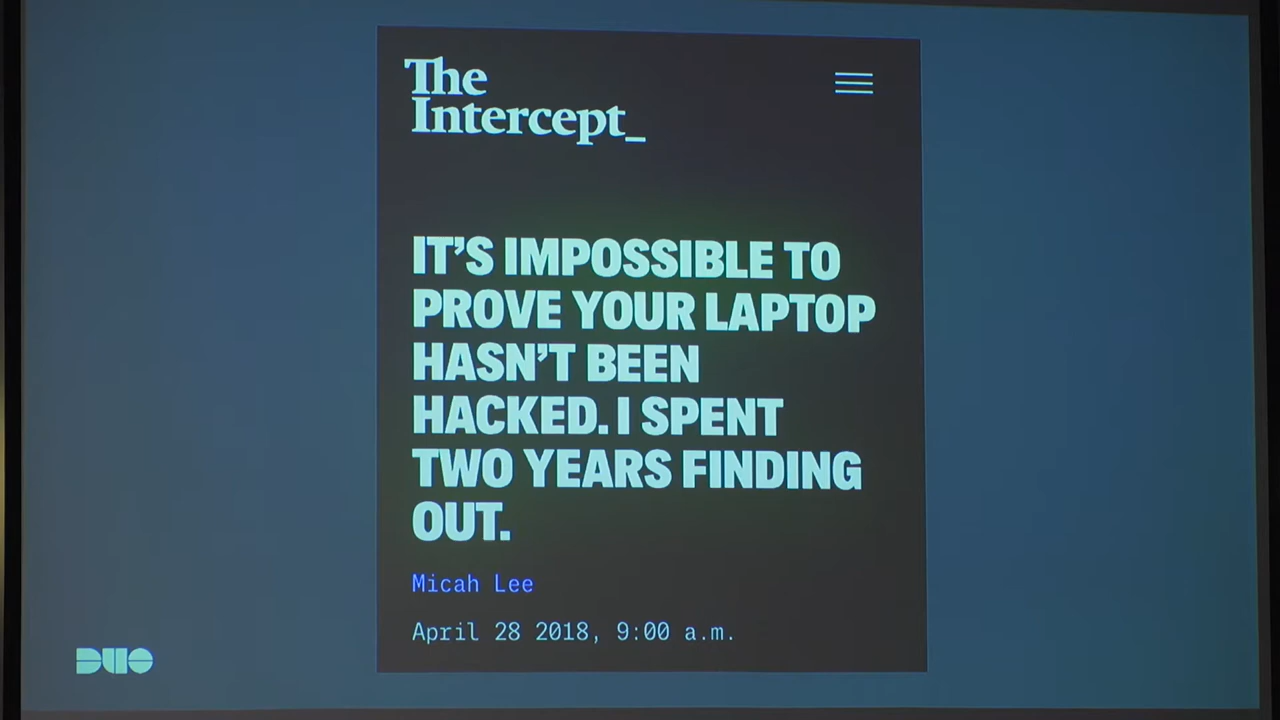 The
Intercept_
IT'S IMPOSSIBLE TO
PROVE YOUR LAPTOP
HASN'T BEEN
HACKED. I SPENT
TWO YEARS FINDING
OUT.
Micah Lee
April 28 2018, 9:00 a.m.
DUO